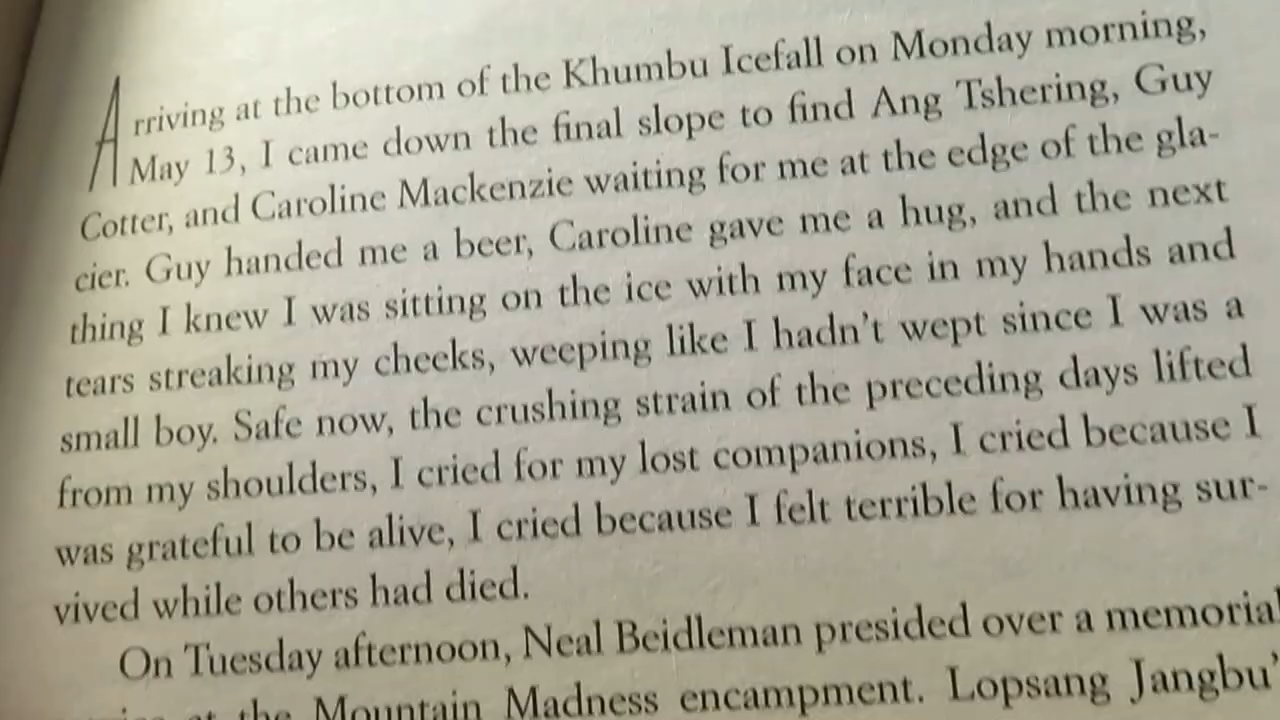 Arriving at the bottom of the Khumbu Icefall on Monday morning,
May 13, I came down the final slope to find Ang Tshering, Guy
Cotter, and Caroline Mackenzie waiting for me at the edge of the gla-
cier. Guy handed me a beer, Caroline gave me a hug, and the next
thing I knew I was sitting on the ice with my face in my hands and
tears streaking my cheeks, weeping like I hadn't wept since I was a
small boy. Safe now, the crushing strain of the preceding days lifted
from my shoulders, I cried for my lost companions, I cried because I
was grateful to be alive, I cried because I felt terrible for having sur-
vived while others had died.
On Tuesday afternoon, Neal Beidleman presided over a memorial
at the Mountain Madness encampment. Lopsang Jangbu'